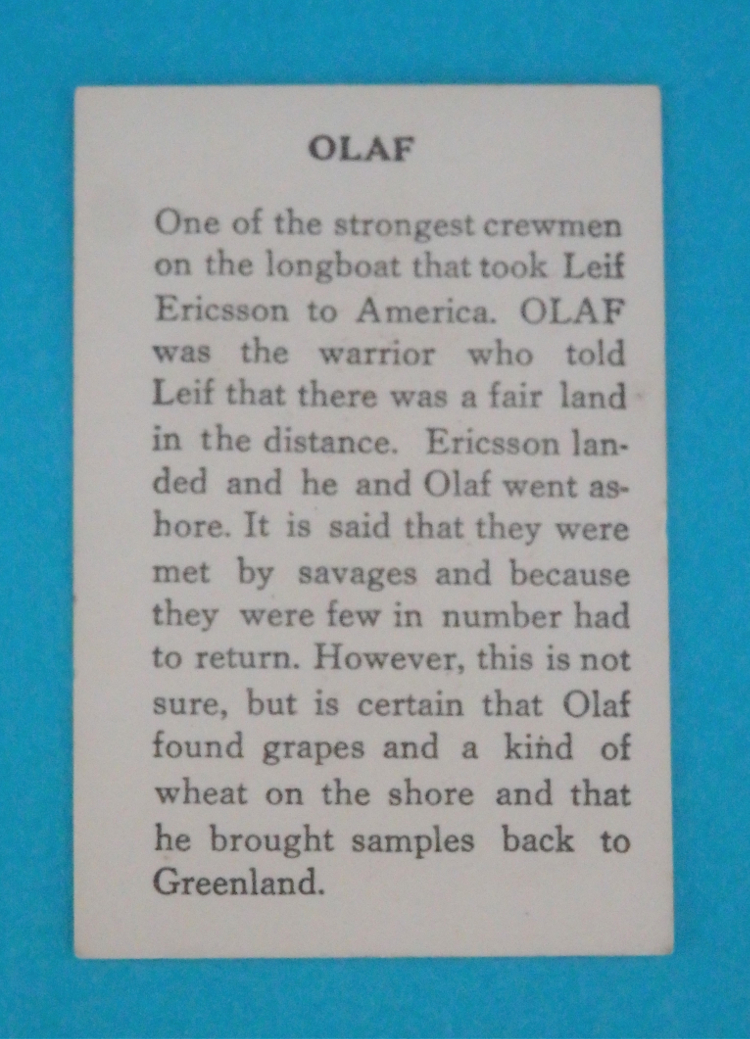 OLAF
One of the strongest crewmen
on the longboat that took Leif
Ericsson to America. OLAF
was the warrior who told
Leif that there was a fair land
in the distance. Ericsson lan-
ded and he and Olaf went as-
hore. It is said that they were
met by savages and because
they were few in number had
to return. However, this is not
sure, but is certain that Olaf
found grapes and a kind of
wheat on the shore and that
he brought samples back to
Greenland.